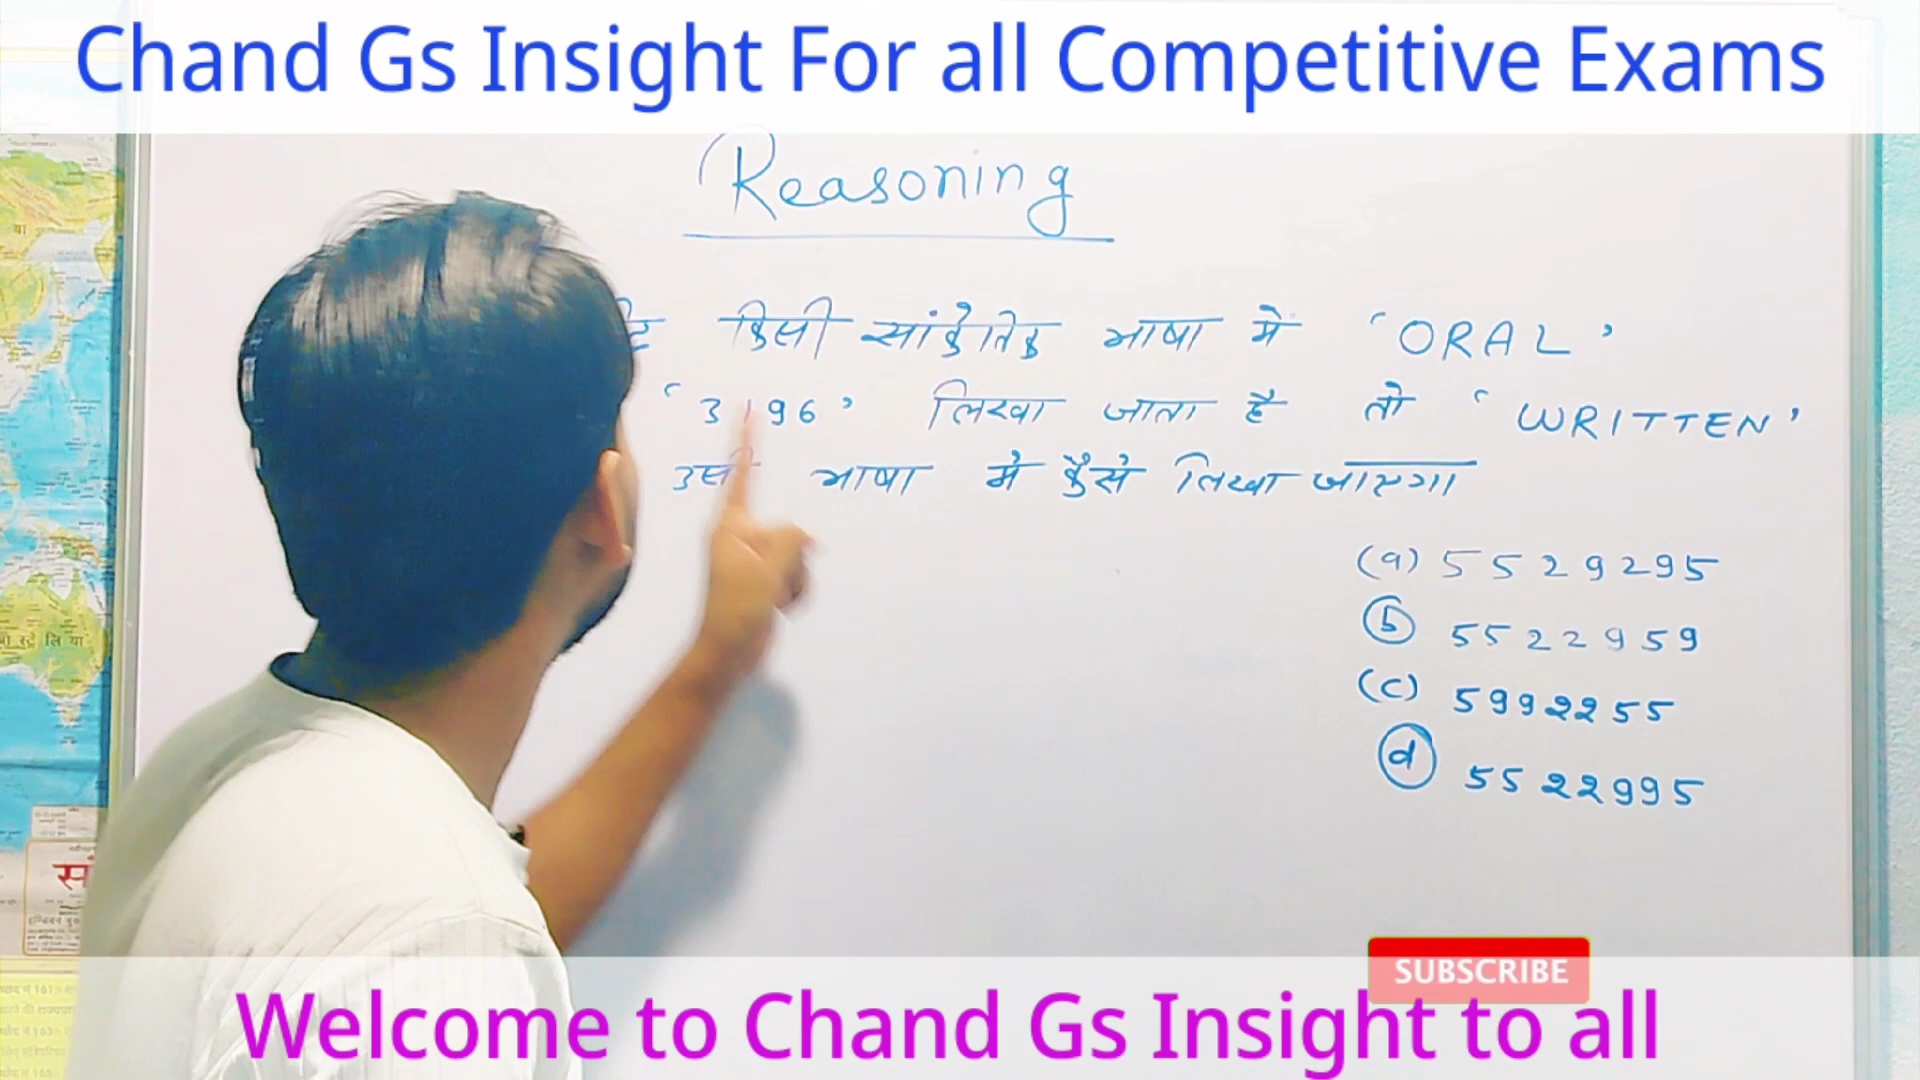 Chand Gs Insight For all Competitive Exams
Reasoning
किसी सांकेतिक भाषा मे 'ORAL'
'3196' लिखा जाता है तो 'WRITTEN'
उसी भाषा मे कैसे लिखा जाएगा
(a) 5529295
(b) 5522959
(c) 5992255
(d) 5522995
SUBSCRIBE
Welcome to Chand Gs Insight to all